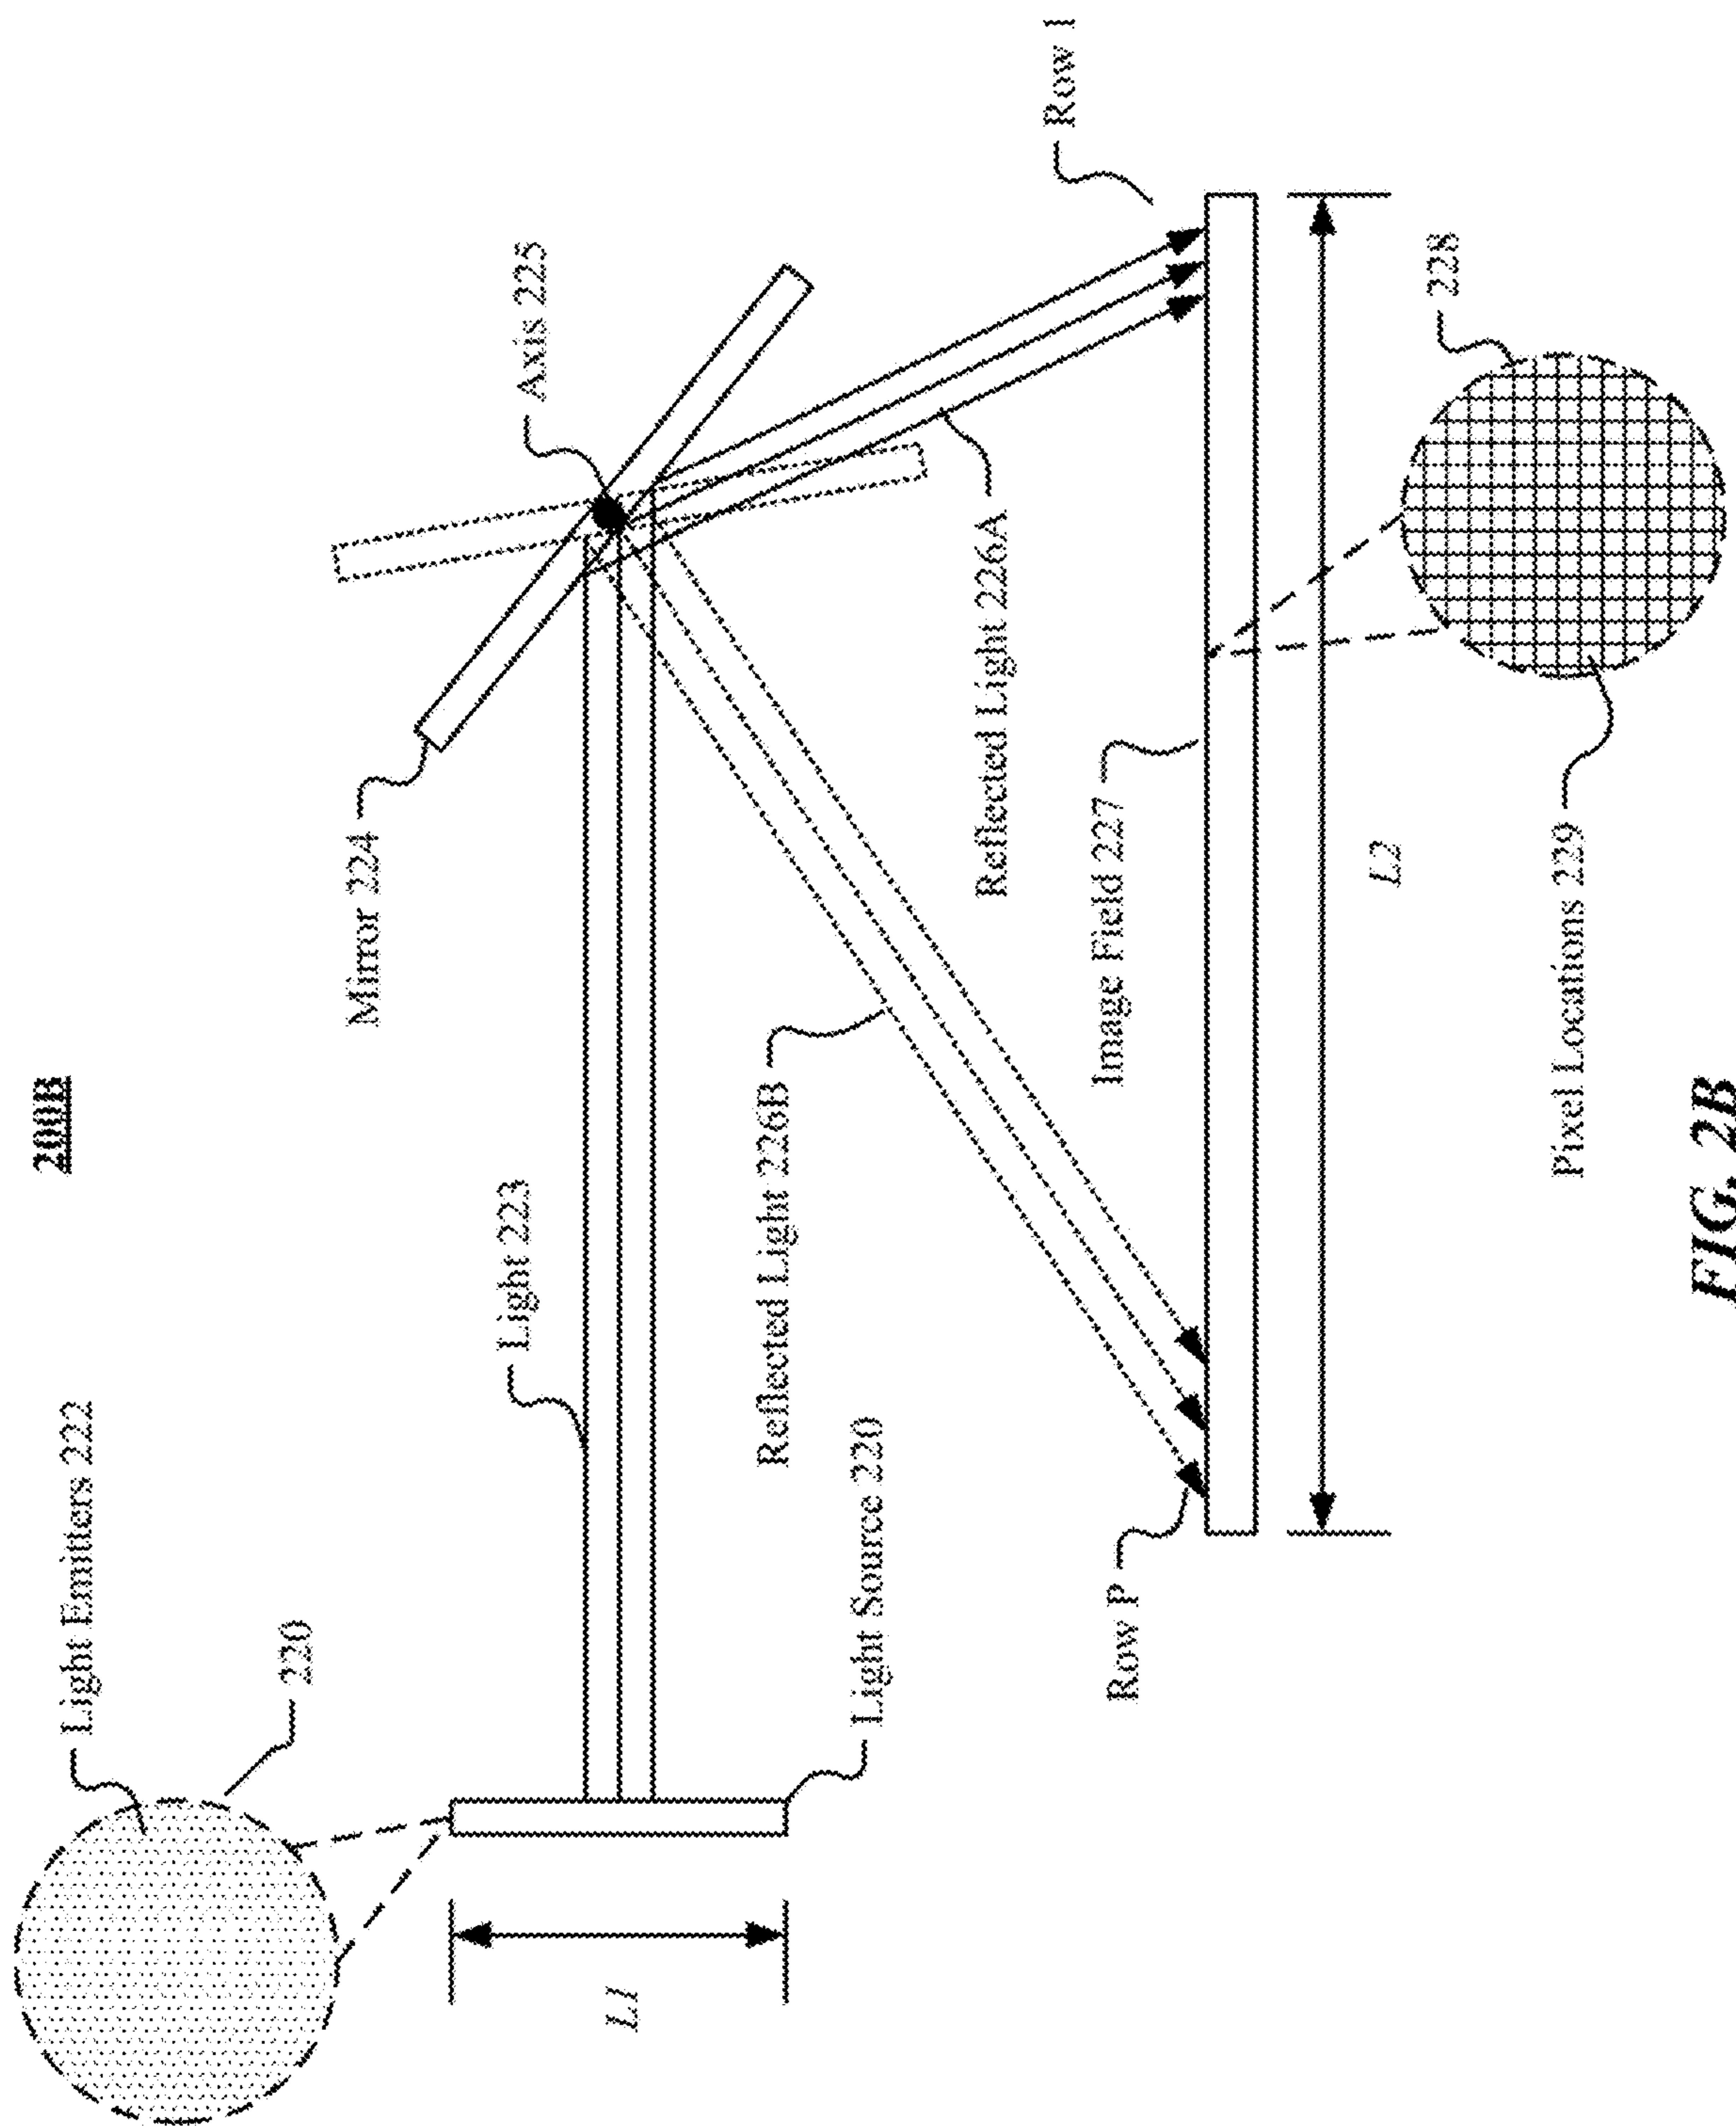 200B
Light Emitters 222
220
Light 223
Mirror 224
Axis 225
L1
Light Source 220
Reflected Light 226B
Reflected Light 226A
Row 1
Row P
Image Field 227
L2
228
Pixel Locations 229
FIG. 2B